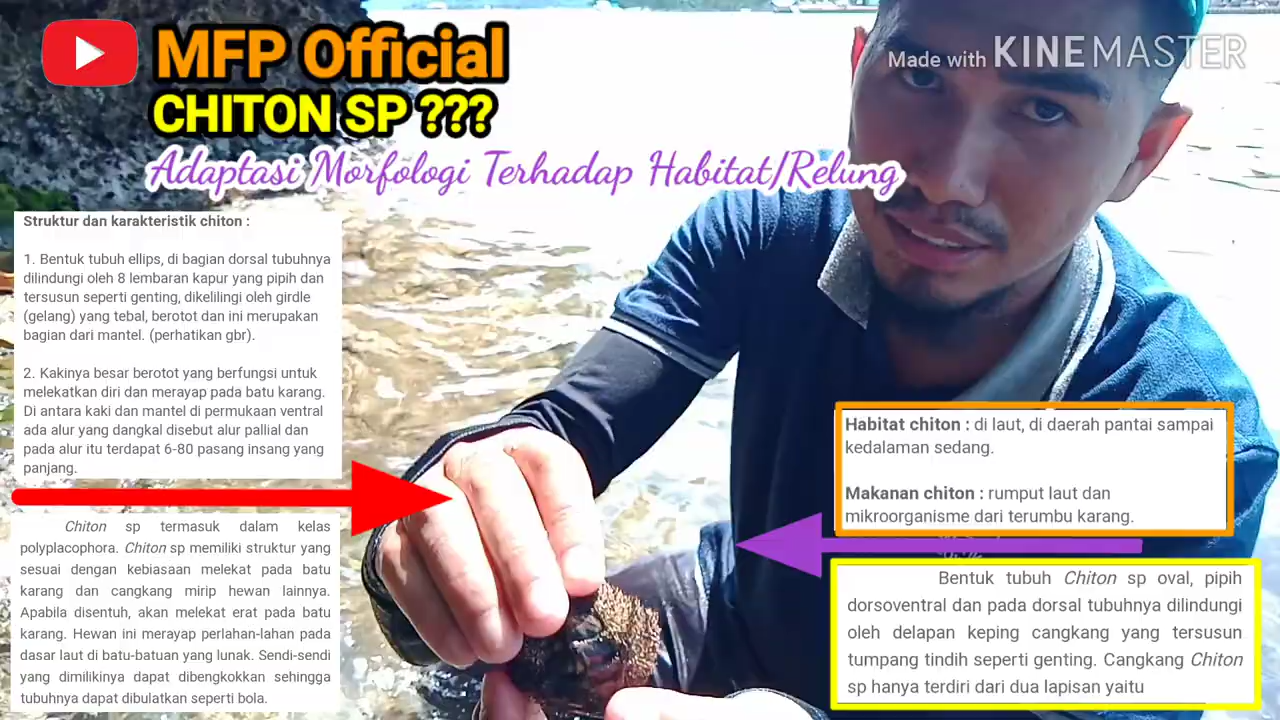 MFP Official
CHITON SP ???
Adaptasi Morfologi Terhadap Habitat/Relung
Made with KINEMASTER
Struktur dan karakteristik chiton :
1. Bentuk tubuh ellips, di bagian dorsal tubuhnya
dilindungi oleh 8 lembaran kapur yang pipih dan
tersusun seperti genting, dikelilingi oleh girdle
(gelang) yang tebal, berotot dan ini merupakan
bagian dari mantel. (perhatikan gbr).
2. Kakinya besar berotot yang berfungsi untuk
melekatkan diri dan merayap pada batu karang.
Di antara kaki dan mantel di permukaan ventral
ada alur yang dangkal disebut alur pallial dan
pada alur itu terdapat 6-80 pasang insang yang
panjang.
Chiton sp termasuk dalam kelas
polyplacophora. Chiton sp memiliki struktur yang
sesuai dengan kebiasaan melekat pada batu
karang dan cangkang mirip hewan lainnya.
Apabila disentuh, akan melekat erat pada batu
karang. Hewan ini merayap perlahan-lahan pada
dasar laut di batu-batuan yang lunak. Sendi-sendi
yang dimilikinya dapat dibengkokkan sehingga
tubuhnya dapat dibulatkan seperti bola.
Habitat chiton : di laut, di daerah pantai sampai
kedalaman sedang.
Makanan chiton : rumput laut dan
mikroorganisme dari terumbu karang.
Bentuk tubuh Chiton sp oval, pipih
dorsoventral dan pada dorsal tubuhnya dilindungi
oleh delapan keping cangkang yang tersusun
tumpang tindih seperti genting. Cangkang Chiton
sp hanya terdiri dari dua lapisan yaitu